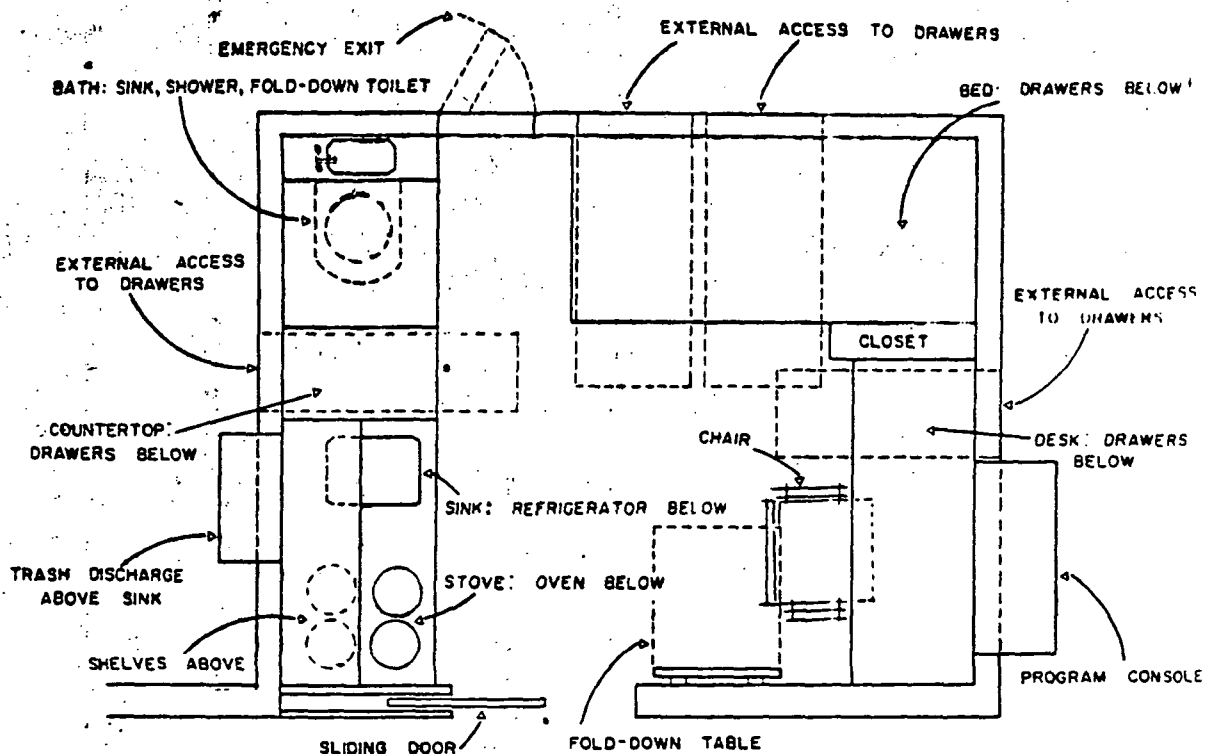 EMERGENCY EXIT
EXTERNAL ACCESS TO DRAWERS
BATH: SINK, SHOWER, FOLD-DOWN TOILET
BED: DRAWERS BELOW
EXTERNAL ACCESS
TO DRAWERS
EXTERNAL ACCESS
TO DRAWERS
CLOSET
COUNTERTOP:
DRAWERS BELOW
CHAIR
DESK: DRAWERS
BELOW
SINK: REFRIGERATOR BELOW
TRASH DISCHARGE
ABOVE SINK
STOVE: OVEN BELOW
SHELVES ABOVE
PROGRAM CONSOLE
SLIDING DOOR
FOLD-DOWN TABLE